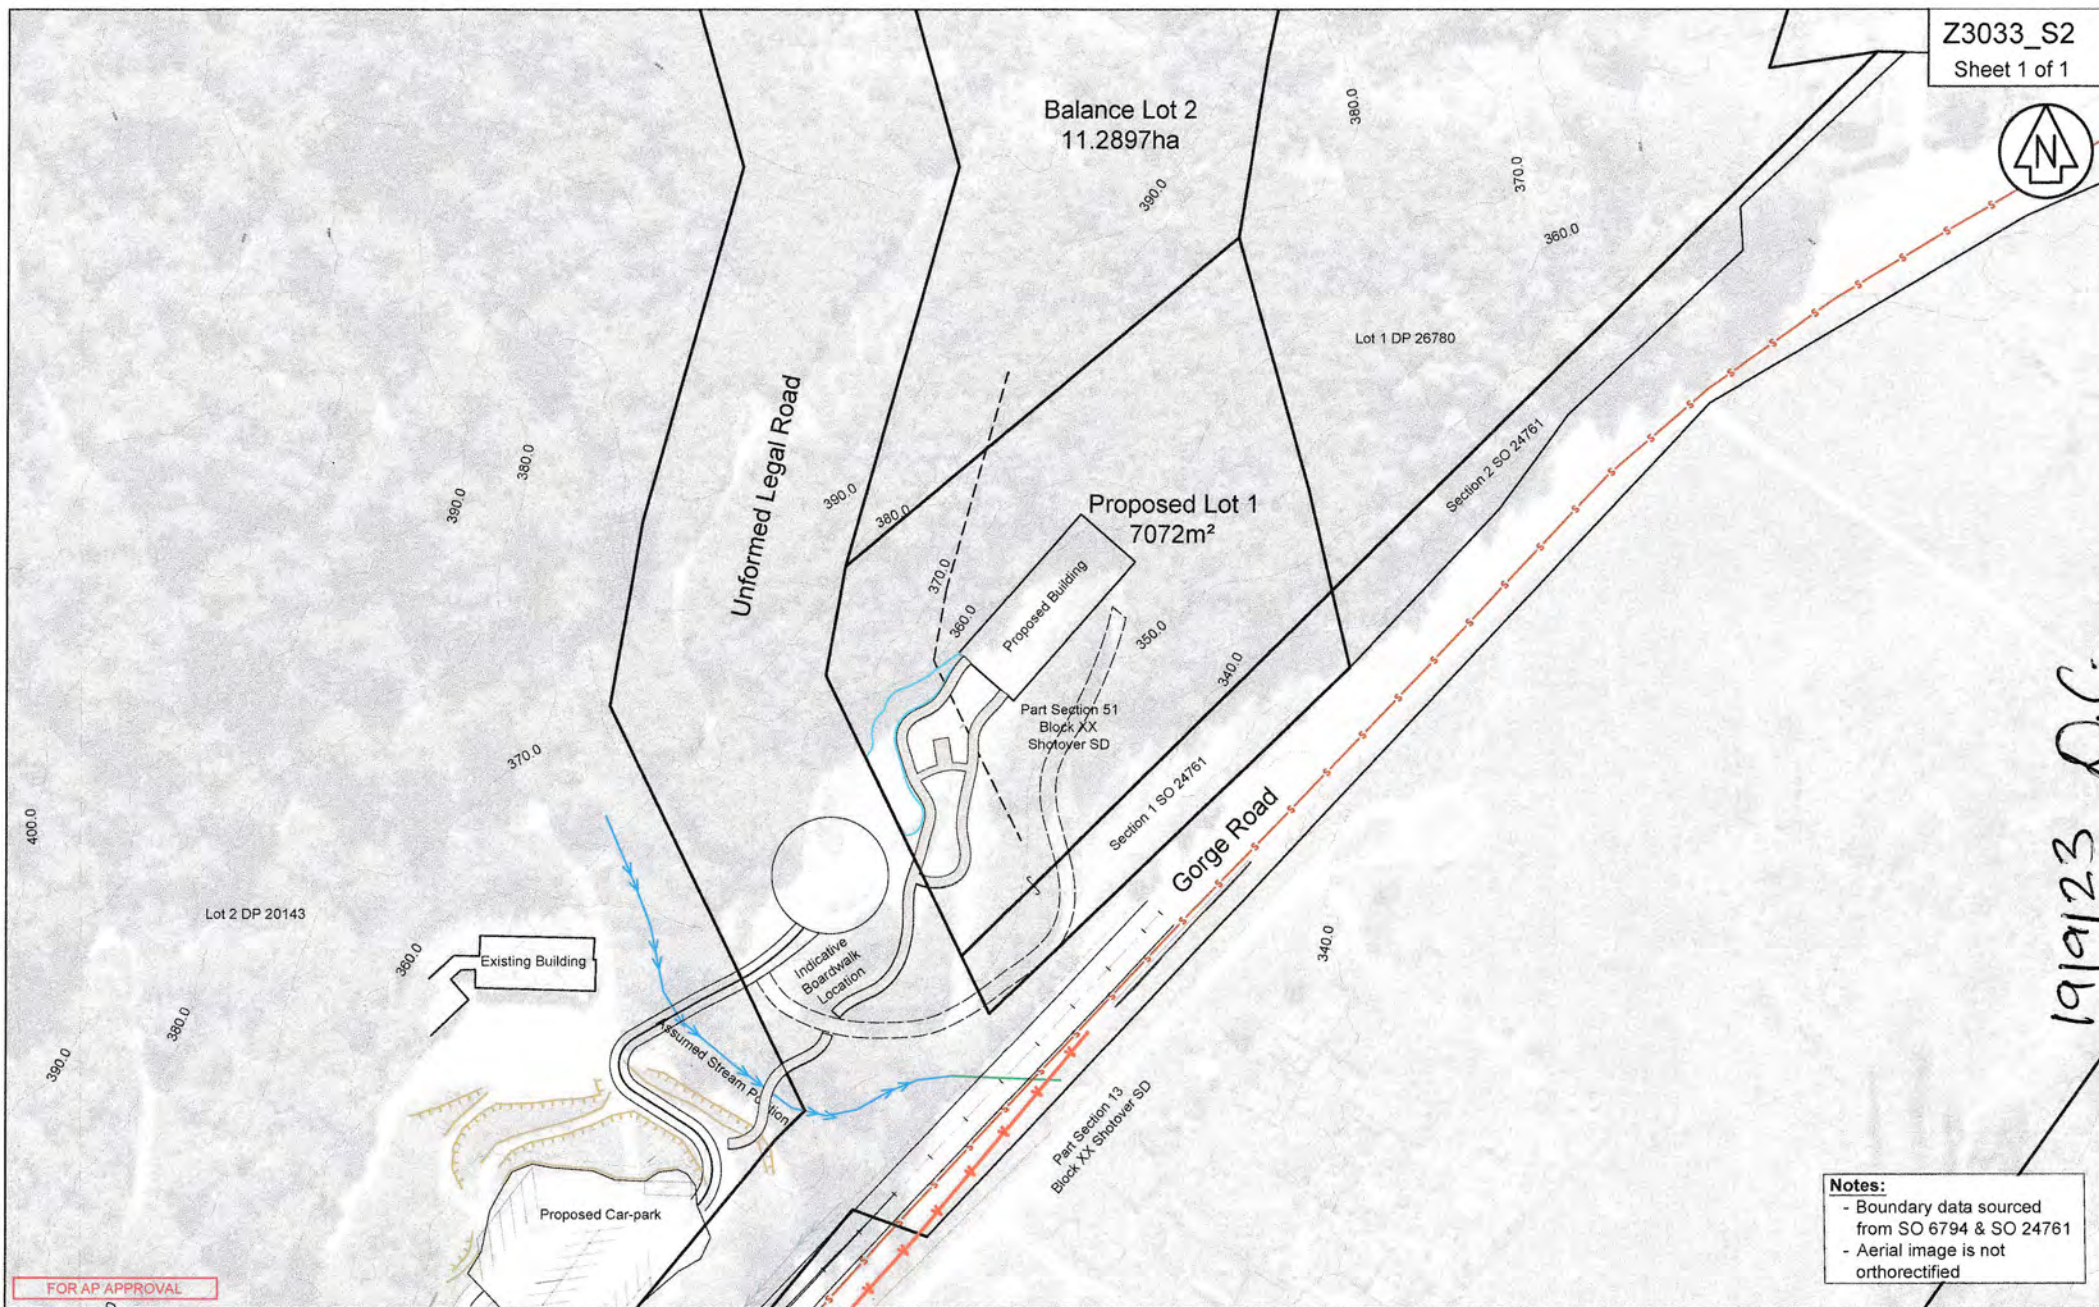 Z3033_S2
Sheet 1 of 1
N
Balance Lot 2
11.2897ha
380.0
370.0
390.0
360.0
Lot 1 DP 26780
Unformed Legal Road
380.0
390.0
390.0
380.0
Section 2 SO 24761
Proposed Lot 1
7072m²
370.0
360.0
Proposed Building
350.0
340.0
Part Section 51
Block XX
Shotover SD
370.0
400.0
Section 1 SO 24761
Gorge Road
Lot 2 DP 20143
360.0
Existing Building
Indicative
Boardwalk
Location
340.0
380.0
390.0
Assumed Stream Position
Part Section 13
Block XX Shotover SD
Proposed Car-park
FOR AP APPROVAL
Notes:
- Boundary data sourced
from SO 6794 & SO 24761
- Aerial image is not
orthorectified